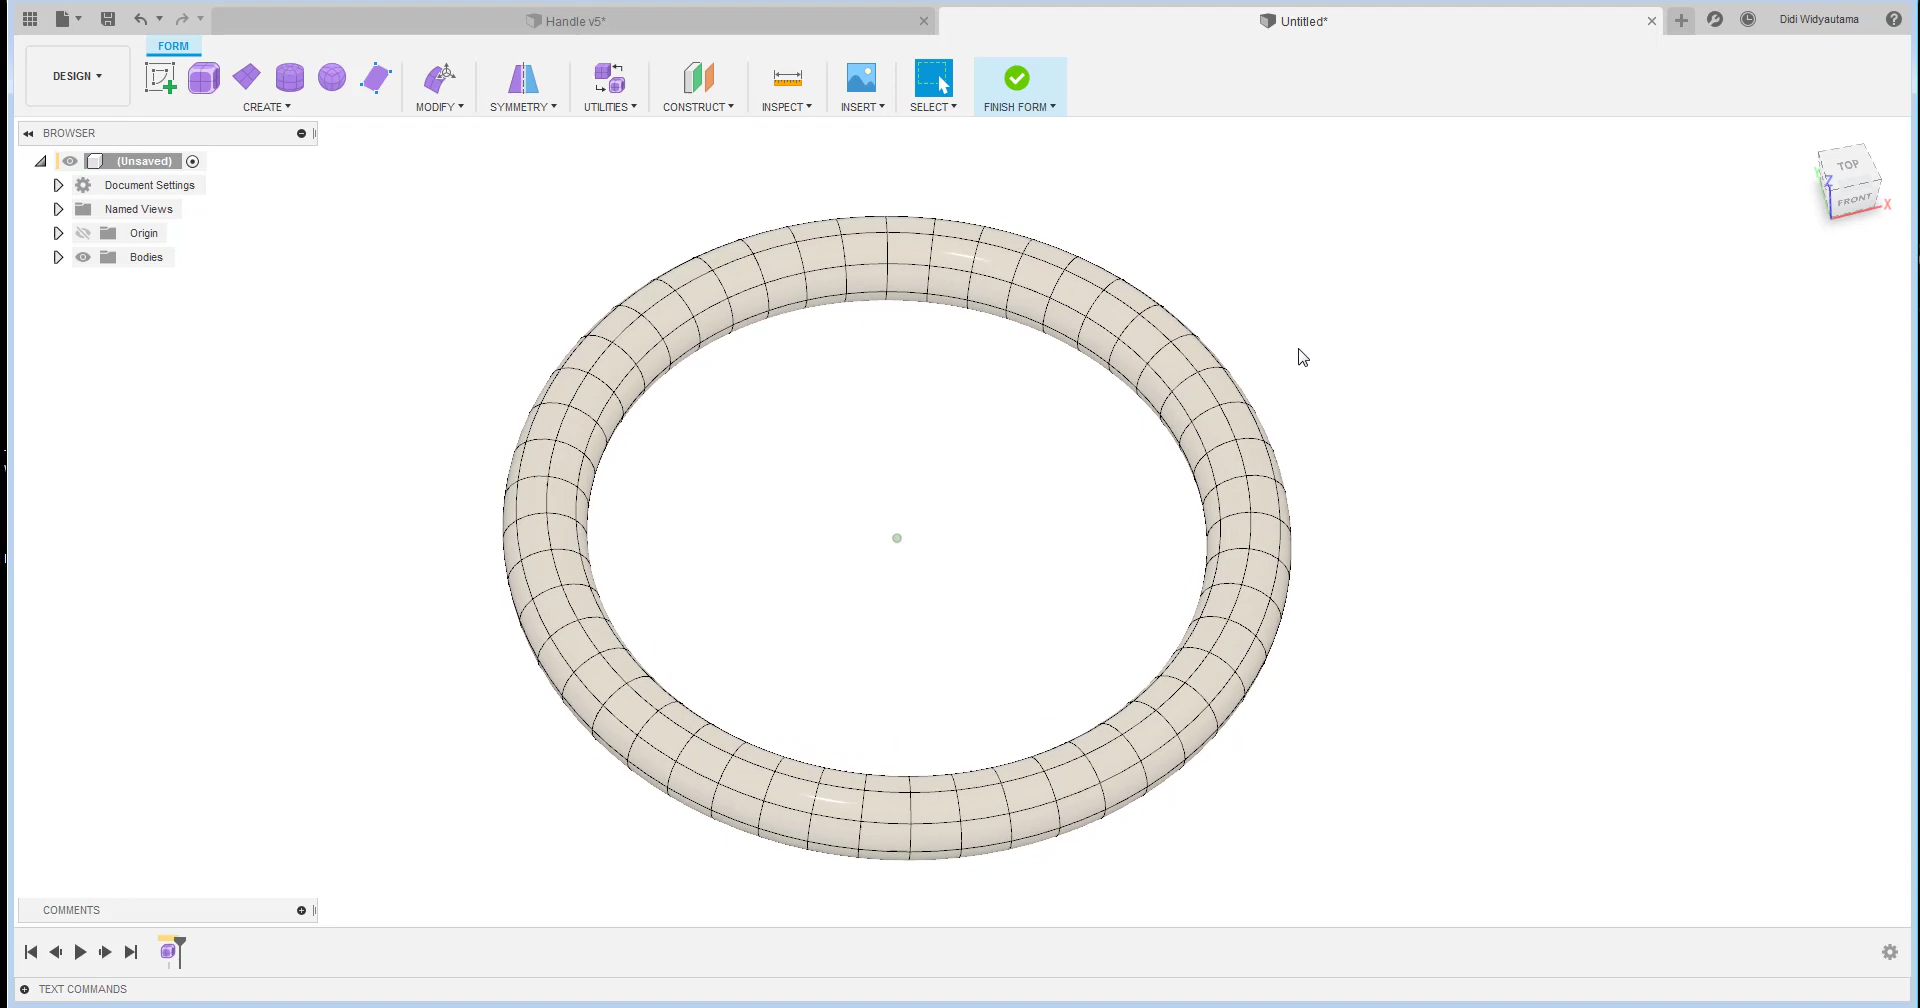 Handle v5*
Untitled*
Didi Widyautama
FORM
DESIGN
CREATE
MODIFY
SYMMETRY
UTILITIES
CONSTRUCT
INSPECT
INSERT
SELECT
FINISH FORM
BROWSER
(Unsaved)
Document Settings
Named Views
Origin
Bodies
TOP
FRONT
Z
X
COMMENTS
TEXT COMMANDS